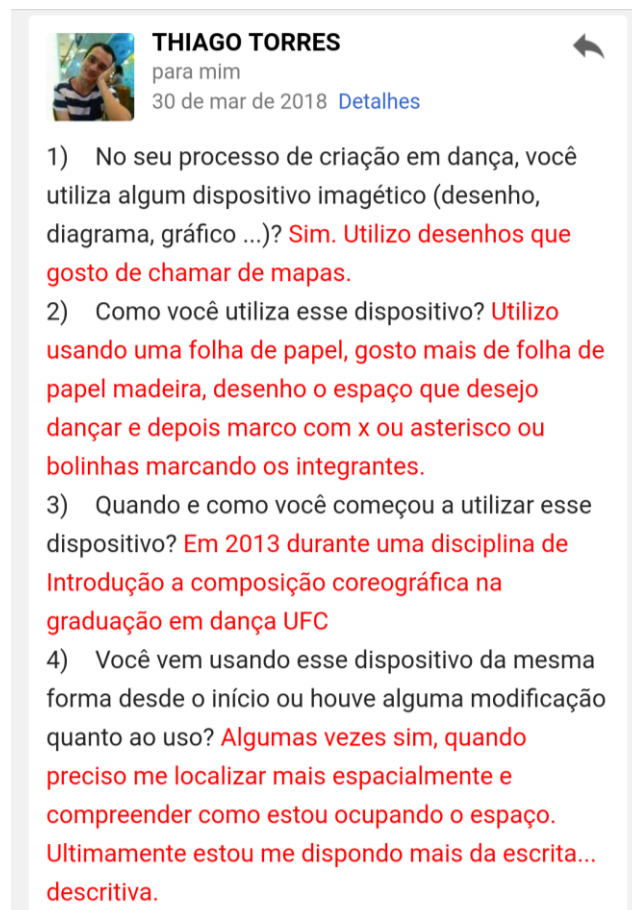 THIAGO TORRES
para mim
30 de mar de 2018 Detalhes
1) No seu processo de criação em dança, você
utiliza algum dispositivo imagético (desenho,
diagrama, gráfico ...)? Sim. Utilizo desenhos que
gosto de chamar de mapas.
2) Como você utiliza esse dispositivo? Utilizo
usando uma folha de papel, gosto mais de folha de
papel madeira, desenho o espaço que desejo
dançar e depois marco com x ou asterisco ou
bolinhas marcando os integrantes.
3) Quando e como você começou a utilizar esse
dispositivo? Em 2013 durante uma disciplina de
Introdução a composição coreográfica na
graduação em dança UFC
4) Você vem usando esse dispositivo da mesma
forma desde o início ou houve alguma modificação
quanto ao uso? Algumas vezes sim, quando
preciso me localizar mais espacialmente e
compreender como estou ocupando o espaço.
Ultimamente estou me dispondo mais da escrita...
descritiva.